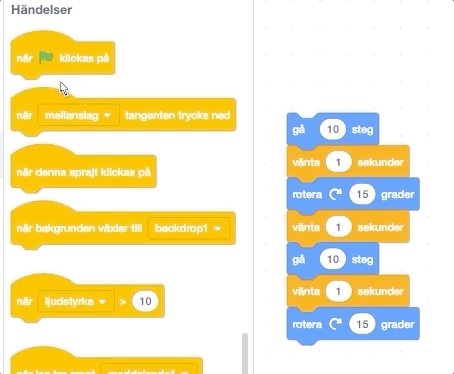 Händelser
när klickas på
när mellanslag tangenten trycks ned
när denna sprajt klickas på
när bakgrunden växlar till backdrop1
när ljudstyrka > 10
gå 10 steg
vänta 1 sekunder
rotera 15 grader
vänta 1 sekunder
gå 10 steg
vänta 1 sekunder
rotera 15 grader